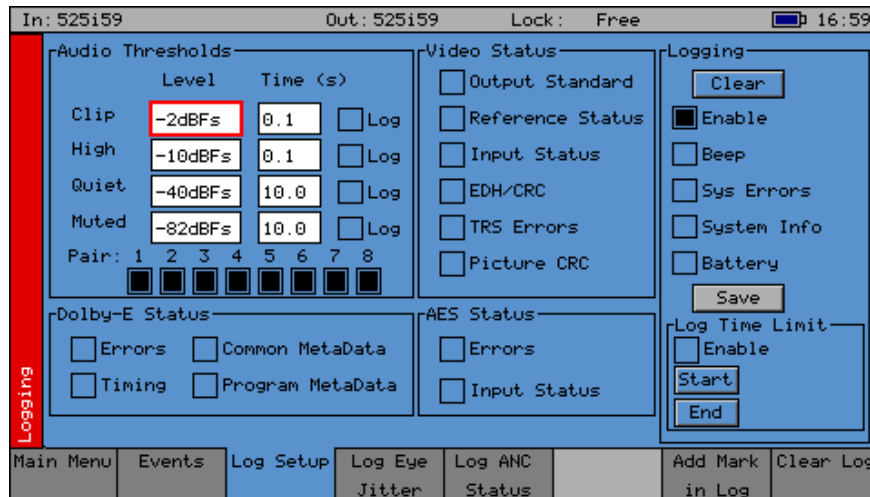 In: 525i59 Out: 525i59 Lock: Free 16:59
Audio Thresholds
Level Time (s)
Clip -2dBFs 0.1 Log
High -10dBFs 0.1 Log
Quiet -40dBFs 10.0 Log
Muted -82dBFs 10.0 Log
Pair: 1 2 3 4 5 6 7 8
Video Status
Output Standard
Reference Status
Input Status
EDH/CRC
TRS Errors
Picture CRC
Logging
Clear
Enable
Beep
Sys Errors
System Info
Battery
Save
Log Time Limit
Enable
Start
End
Dolby-E Status
Errors Common MetaData
Timing Program MetaData
AES Status
Errors
Input Status
Logging
Main Menu
Events
Log Setup
Log Eye
Jitter
Log ANC
Status
Add Mark
in Log
Clear Log